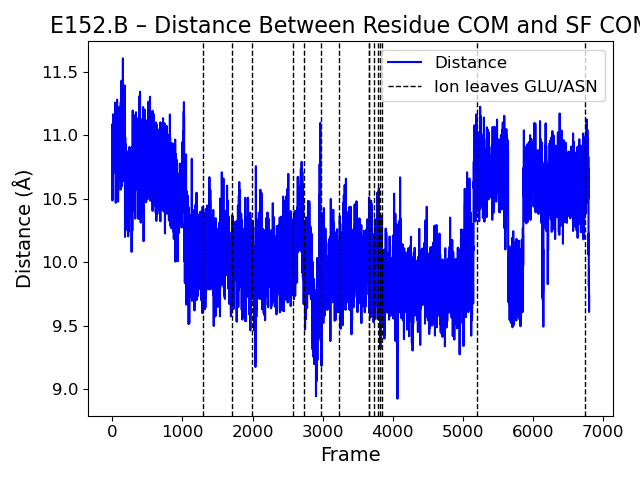 E152.B – Distance Between Residue COM and SF COM
Distance
Ion leaves GLU/ASN
11.5
11.0
10.5
10.0
9.5
9.0
Distance (Å)
0 1000 2000 3000 4000 5000 6000 7000
Frame